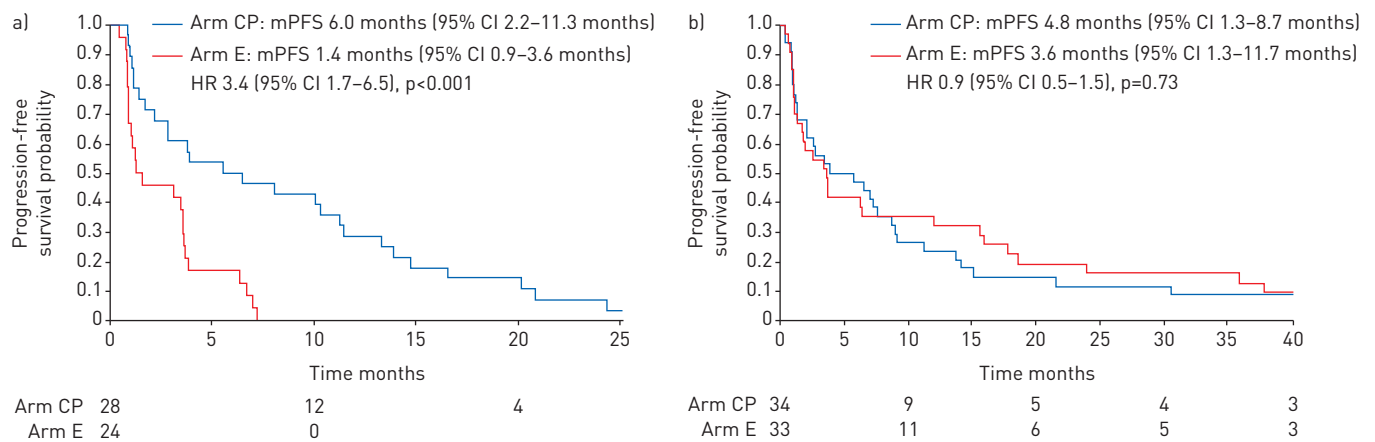 a)
Arm CP: mPFS 6.0 months (95% CI 2.2–11.3 months)
Arm E: mPFS 1.4 months (95% CI 0.9–3.6 months)
HR 3.4 (95% CI 1.7–6.5), p<0.001
Progression-free
survival probability
1.0
0.9
0.8
0.7
0.6
0.5
0.4
0.3
0.2
0.1
0
0 5 10 15 20 25
Time months
Arm CP 28 12 4
Arm E 24 0
b)
Arm CP: mPFS 4.8 months (95% CI 1.3–8.7 months)
Arm E: mPFS 3.6 months (95% CI 1.3–11.7 months)
HR 0.9 (95% CI 0.5–1.5), p=0.73
Progression-free
survival probability
1.0
0.9
0.8
0.7
0.6
0.5
0.4
0.3
0.2
0.1
0
0 5 10 15 20 25 30 35 40
Time months
Arm CP 34 9 5 4 3
Arm E 33 11 6 5 3